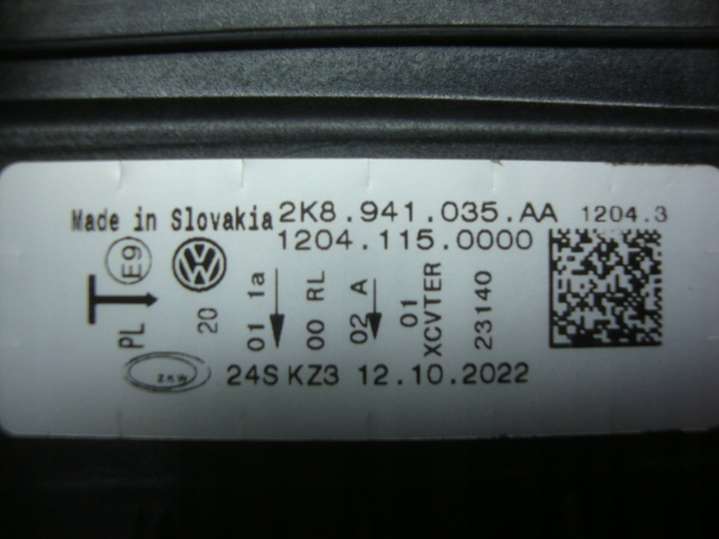 Made in Slovakia 2K8.941.035.AA 1204.3
1204.115.0000
E9
PL
20
01 1a
00 RL
02 A
01
XCVTER
23140
ZKW
24S KZ3 12.10.2022